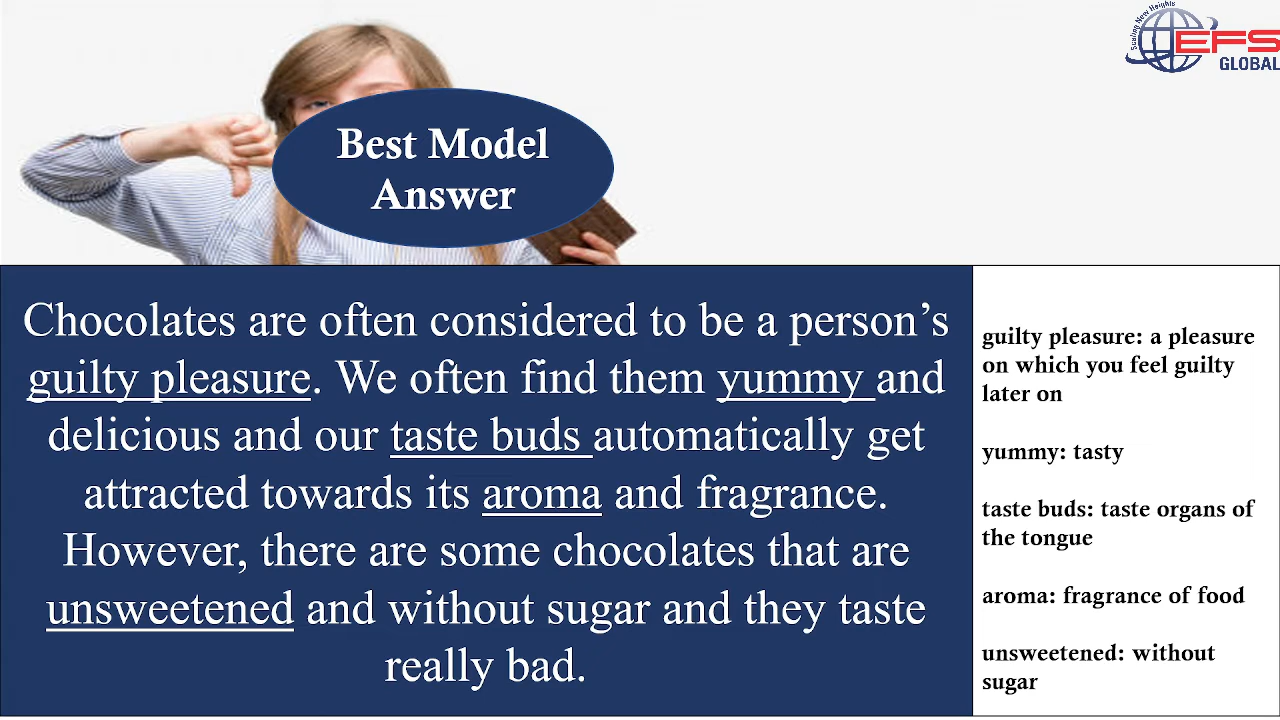 Soaring New Heights
EFS
GLOBAL
Best Model
Answer
Chocolates are often considered to be a person’s
guilty pleasure. We often find them yummy and
delicious and our taste buds automatically get
attracted towards its aroma and fragrance.
However, there are some chocolates that are
unsweetened and without sugar and they taste
really bad.
guilty pleasure: a pleasure
on which you feel guilty
later on
yummy: tasty
taste buds: taste organs of
the tongue
aroma: fragrance of food
unsweetened: without
sugar